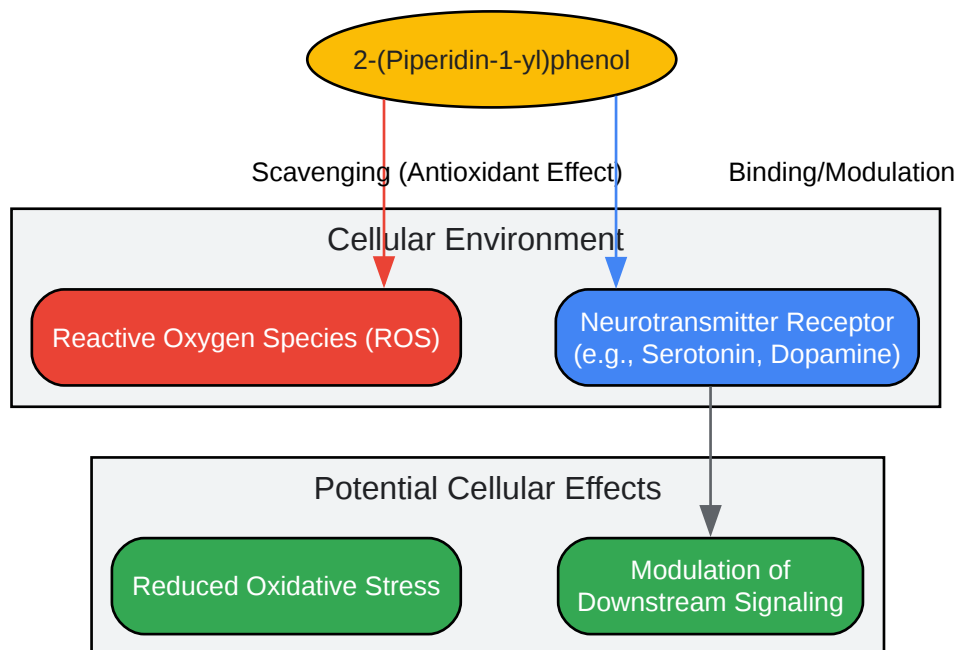 2-(Piperidin-1-yl)phenol
Scavenging (Antioxidant Effect)
Binding/Modulation
Cellular Environment
Reactive Oxygen Species (ROS)
Neurotransmitter Receptor
(e.g., Serotonin, Dopamine)
Potential Cellular Effects
Reduced Oxidative Stress
Modulation of
Downstream Signaling